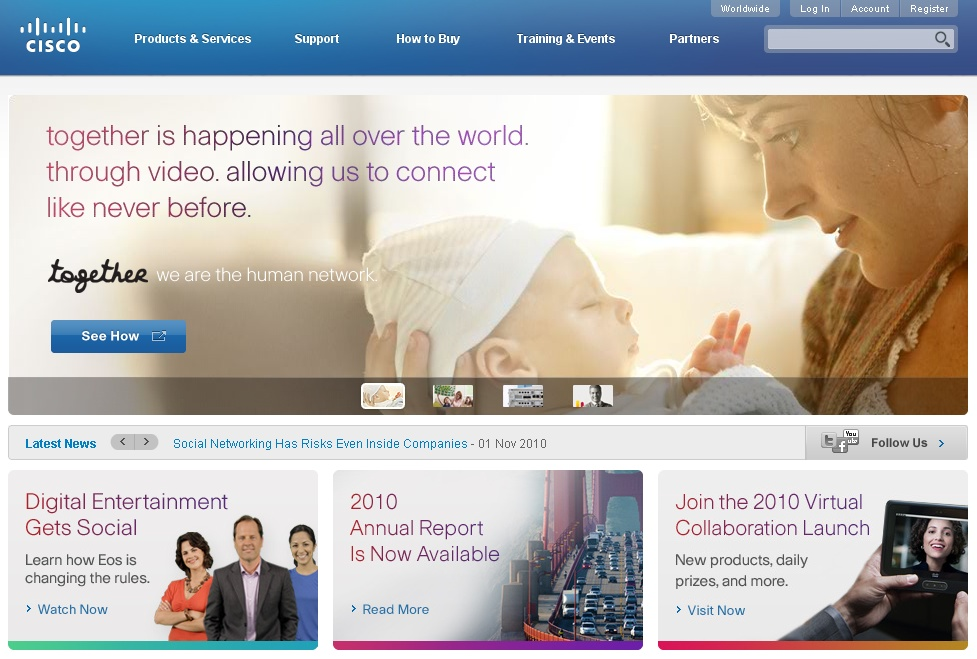 Worldwide
Log In
Account
Register
CISCO
Products & Services
Support
How to Buy
Training & Events
Partners
together is happening all over the world.
through video. allowing us to connect
like never before.
together we are the human network.
See How
Latest News
Social Networking Has Risks Even Inside Companies - 01 Nov 2010
You
Follow Us
Digital Entertainment
Gets Social
Learn how Eos is
changing the rules.
Watch Now
2010
Annual Report
Is Now Available
Read More
Join the 2010 Virtual
Collaboration Launch
New products, daily
prizes, and more.
Visit Now